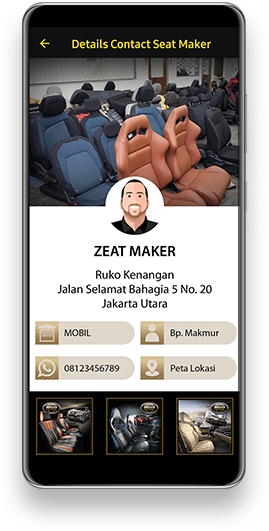 Details Contact Seat Maker
ZEAT MAKER
Ruko Kenangan
Jalan Selamat Bahagia 5 No. 20
Jakarta Utara
MOBIL
Bp. Makmur
08123456789
Peta Lokasi